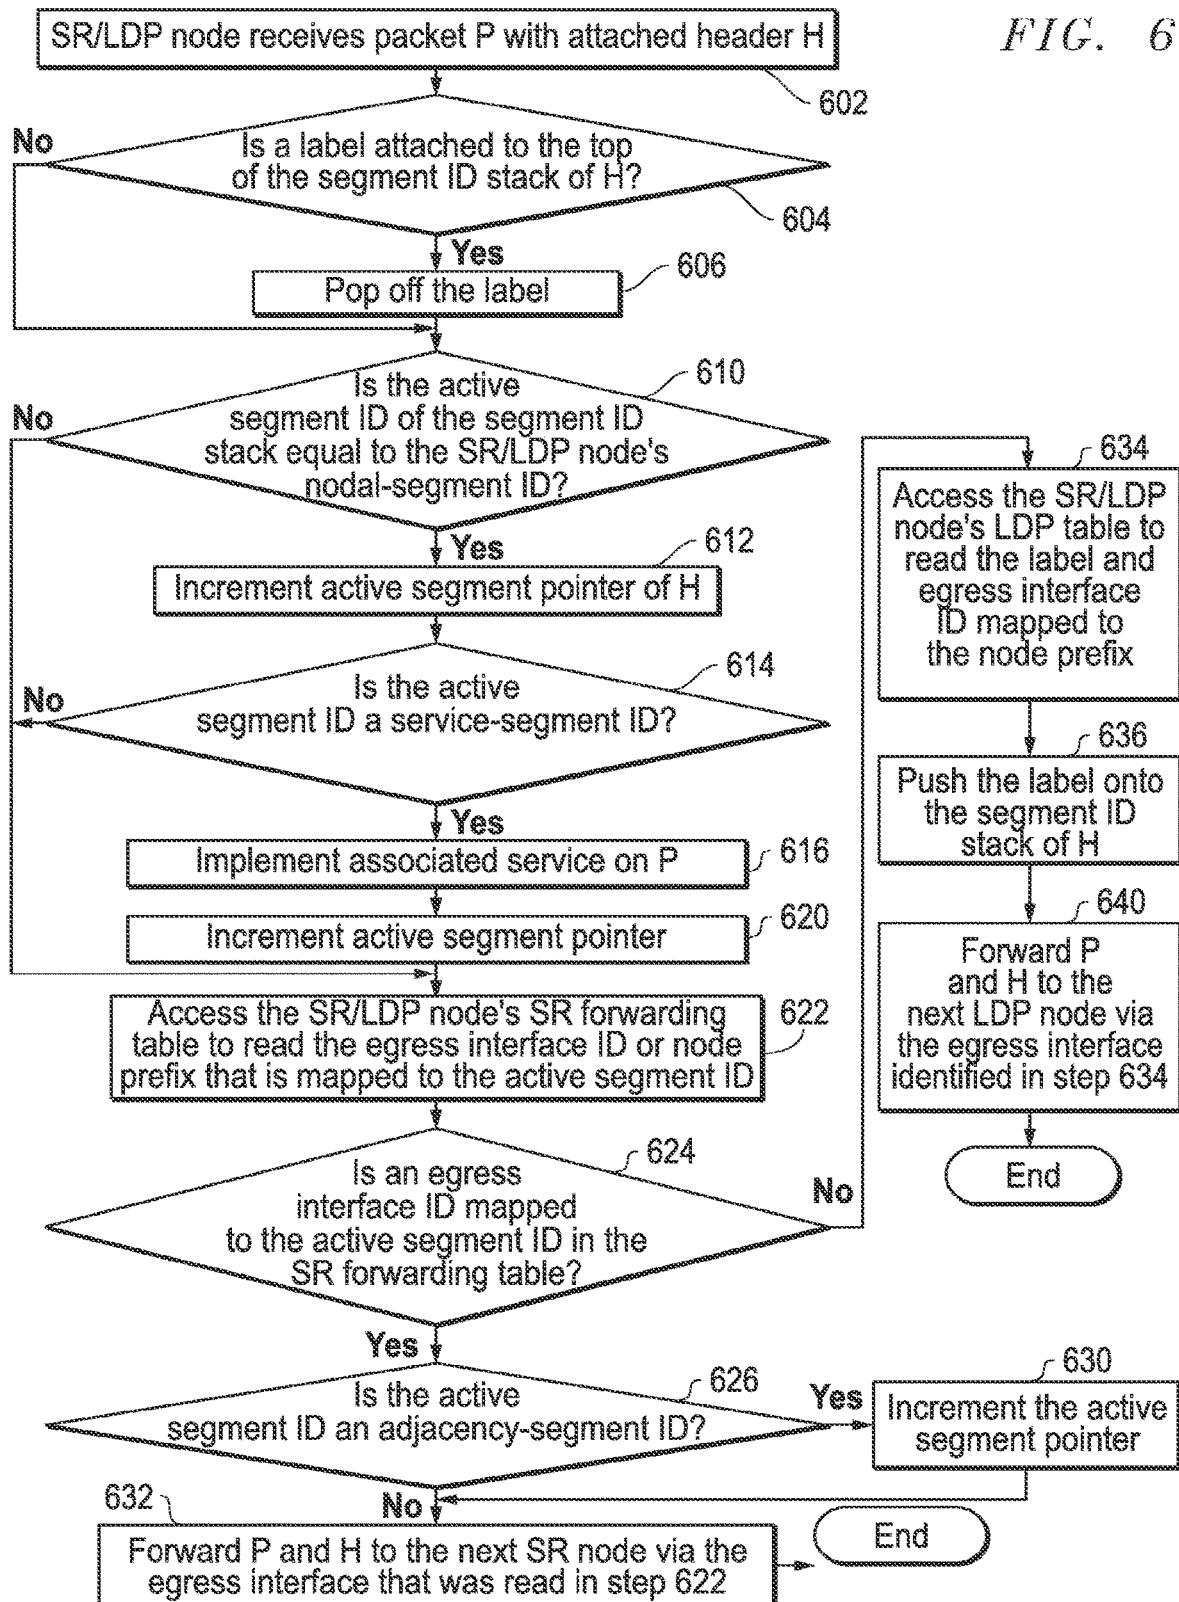 FIG. 6
SR/LDP node receives packet P with attached header H
602
Is a label attached to the top
of the segment ID stack of H?
604
No
Yes
606
Pop off the label
610
Is the active
segment ID of the segment ID
stack equal to the SR/LDP node's
nodal-segment ID?
No
Yes
612
Increment active segment pointer of H
614
Is the active
segment ID a service-segment ID?
No
Yes
Implement associated service on P
616
Increment active segment pointer
620
Access the SR/LDP node's SR forwarding
table to read the egress interface ID or node
prefix that is mapped to the active segment ID
622
Is an egress
interface ID mapped
to the active segment ID in the
SR forwarding table?
624
No
Yes
Is the active
segment ID an adjacency-segment ID?
626
Yes
630
Increment the active
segment pointer
No
632
Forward P and H to the next SR node via the
egress interface that was read in step 622
End
634
Access the SR/LDP
node's LDP table to
read the label and
egress interface
ID mapped to
the node prefix
636
Push the label onto
the segment ID
stack of H
640
Forward P
and H to the
next LDP node via
the egress interface
identified in step 634
End